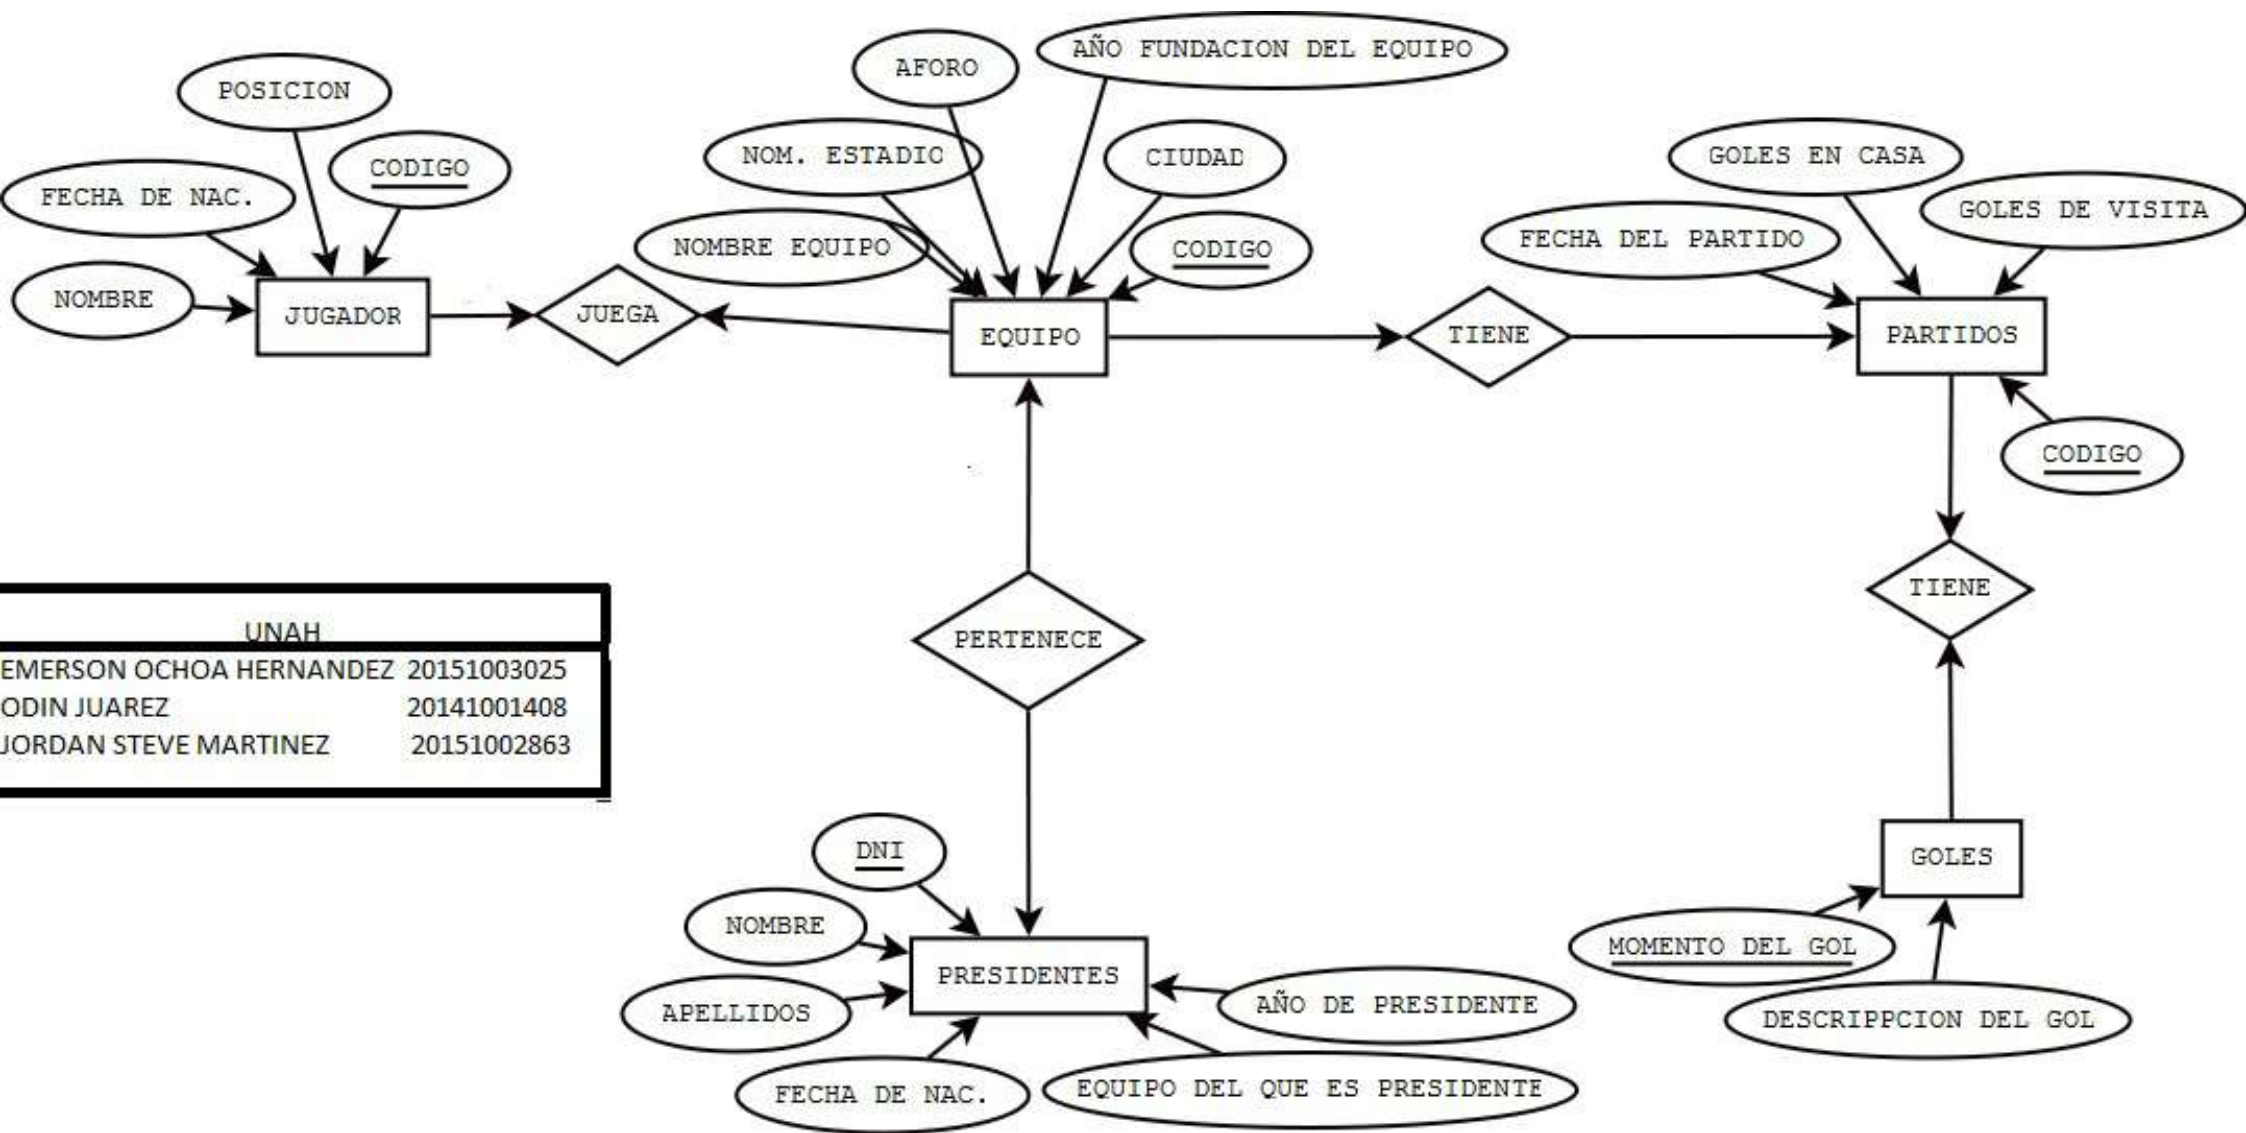 AÑO FUNDACION DEL EQUIPO
AFORO
POSICION
NOM. ESTADIO
CIUDAD
GOLES EN CASA
CODIGO
FECHA DE NAC.
GOLES DE VISITA
NOMBRE EQUIPO
CODIGO
FECHA DEL PARTIDO
NOMBRE
JUGADOR
JUEGA
EQUIPO
TIENE
PARTIDOS
CODIGO
TIENE
PERTENECE
UNAH
EMERSON OCHOA HERNANDEZ 20151003025
ODIN JUAREZ 20141001408
JORDAN STEVE MARTINEZ 20151002863
DNI
GOLES
NOMBRE
MOMENTO DEL GOL
PRESIDENTES
APELLIDOS
AÑO DE PRESIDENTE
DESCRIPPCION DEL GOL
FECHA DE NAC.
EQUIPO DEL QUE ES PRESIDENTE